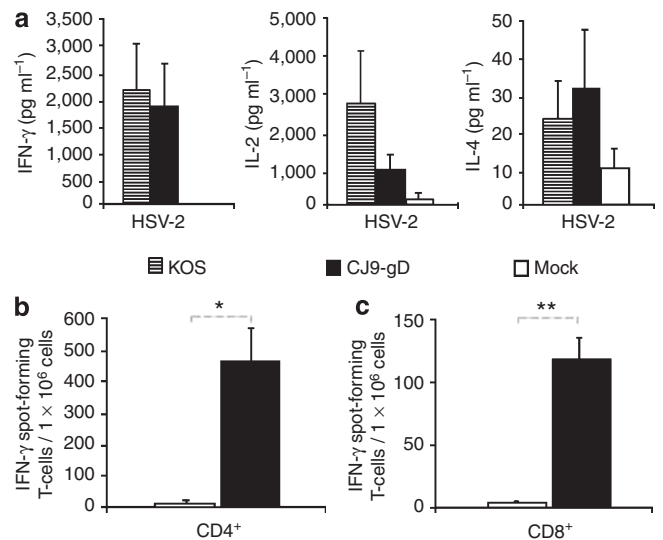 a
IFN-γ (pg ml⁻¹)
3,500
3,000
2,500
2,000
1,500
1,000
500
0
HSV-2
IL-2 (pg ml⁻¹)
5,000
3,000
2,000
1,000
0
HSV-2
IL-4 (pg ml⁻¹)
50
40
30
20
10
0
HSV-2
KOS
CJ9-gD
Mock
b
IFN-γ spot-forming
T-cells / 1 × 10⁶ cells
600
500
400
300
200
100
0
*
CD4⁺
c
IFN-γ spot-forming
T-cells / 1 × 10⁶ cells
150
100
50
0
**
CD8⁺